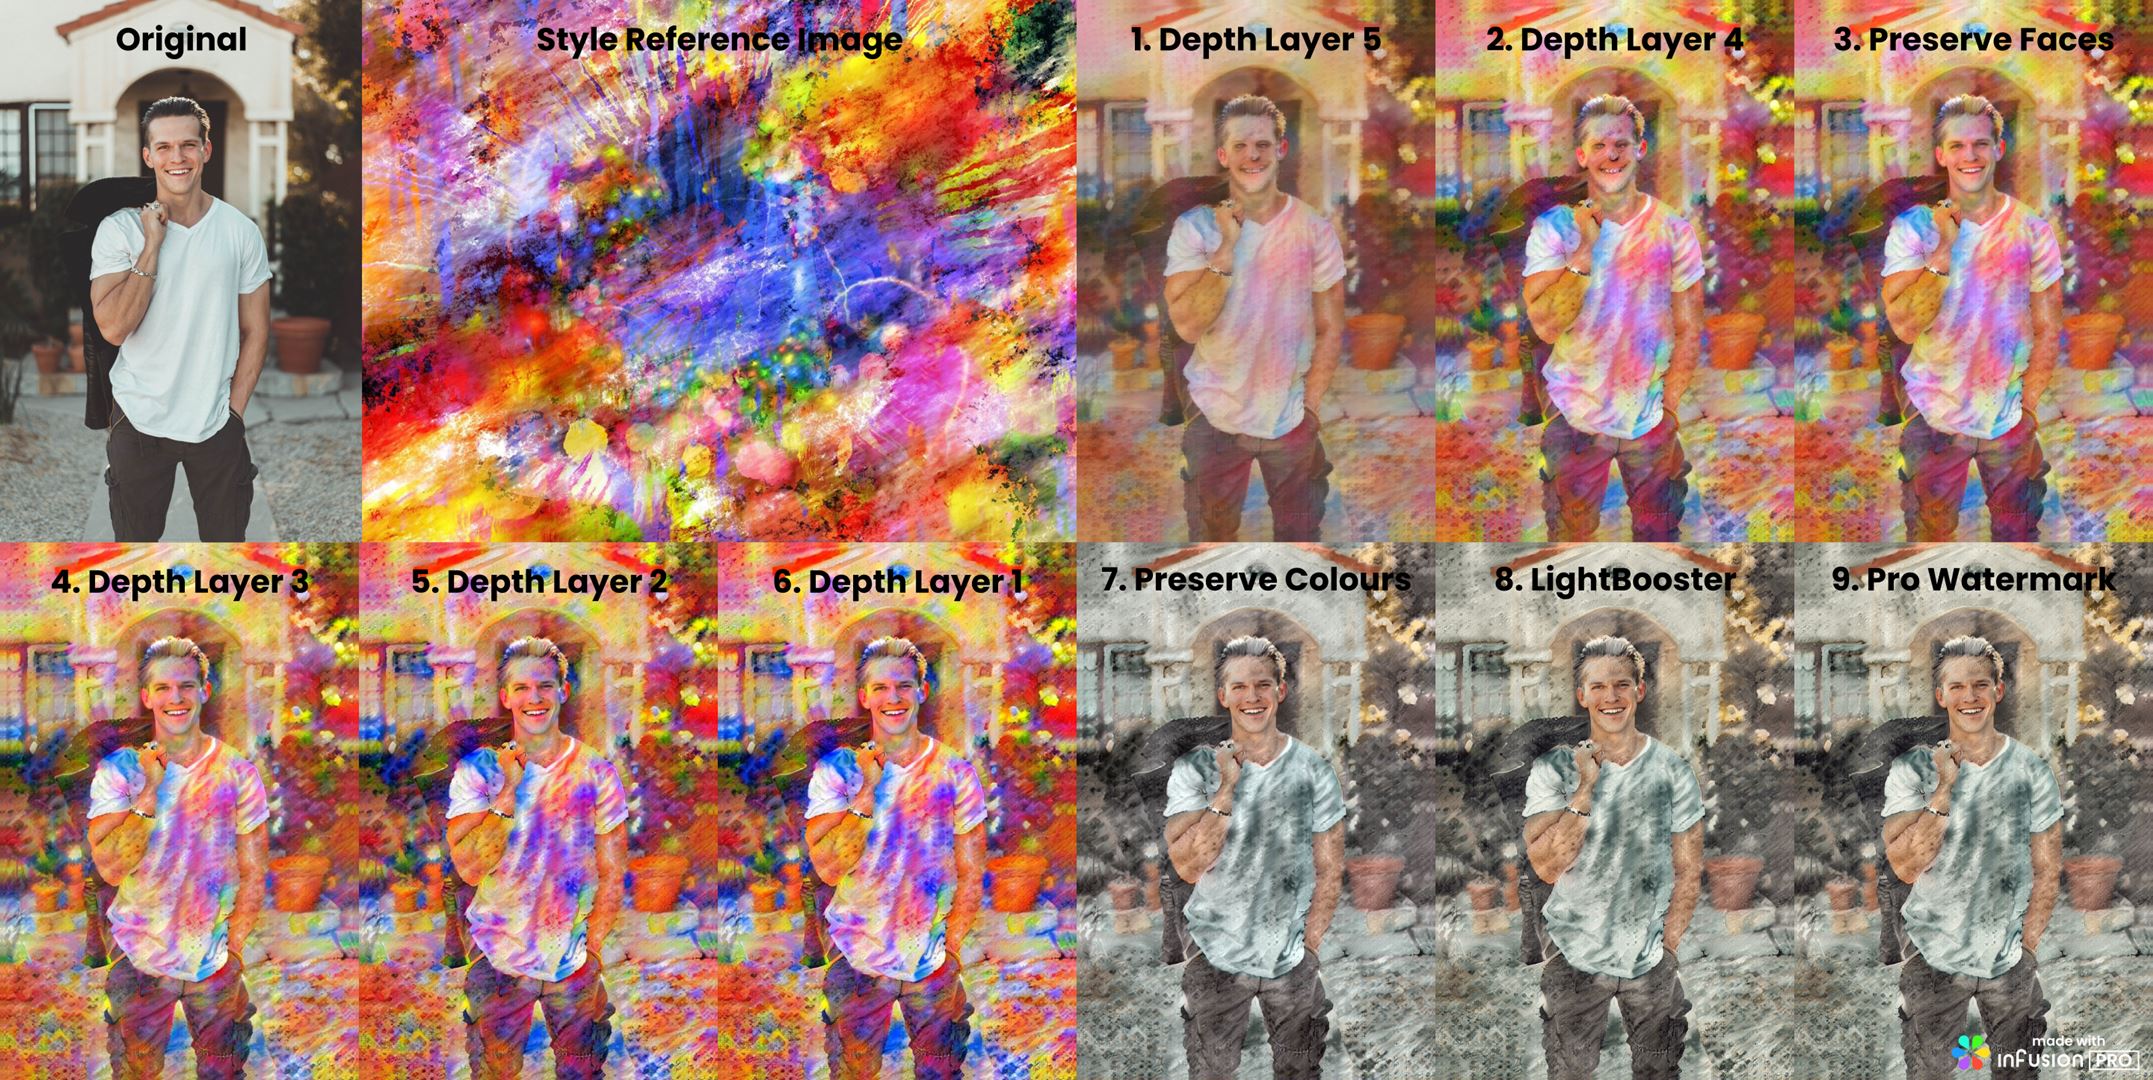 Original
Style Reference Image
1. Depth Layer 5
2. Depth Layer 4
3. Preserve Faces
4. Depth Layer 3
5. Depth Layer 2
6. Depth Layer 1
7. Preserve Colours
8. LightBooster
9. Pro Watermark
made with
inFusion PRO